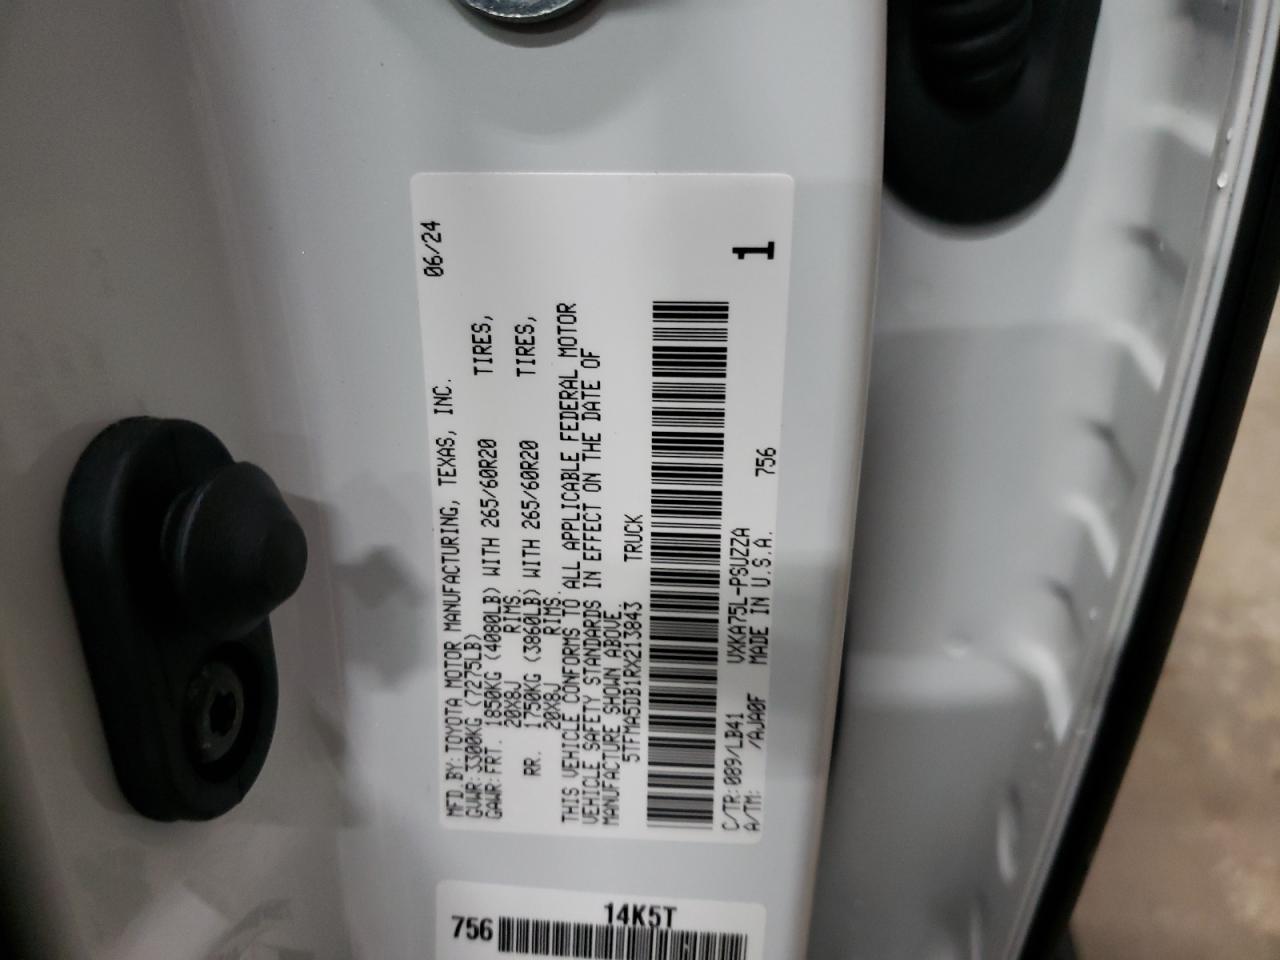 06/24
MFD.BY:TOYOTA MOTOR MANUFACTURING, TEXAS, INC.
GVWR:3300KG (7275LB)
GAWR:FRT. 1850KG (4080LB) WITH 265/60R20 TIRES,
20X8J RIMS.
RR. 1750KG (3860LB) WITH 265/60R20 TIRES,
20X8J RIMS.
THIS VEHICLE CONFORMS TO ALL APPLICABLE FEDERAL MOTOR
VEHICLE SAFETY STANDARDS IN EFFECT ON THE DATE OF
MANUFACTURE SHOWN ABOVE.
5TFMA5DB1RX213843 TRUCK
C/TR:089/LB41 VXKA75L-PSUZZA
A/TM: /AJA0F MADE IN U.S.A. 756
1
14K5T
756